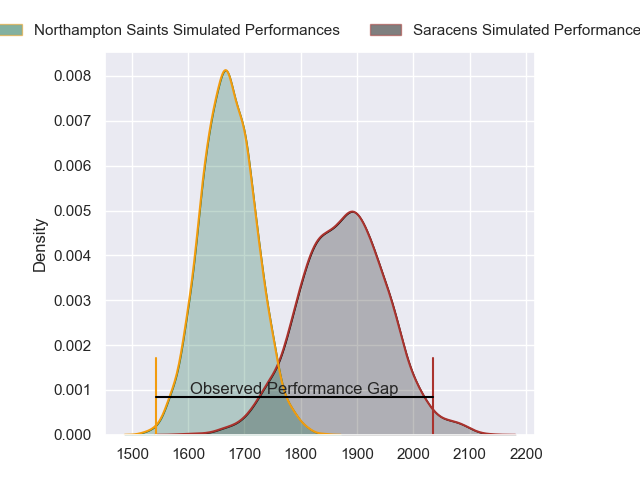 Northampton Saints Simulated Performances Saracens Simulated Performance
0.008
0.007
0.006
0.005
0.004
0.003
0.002
0.001
0.000
Density
Observed Performance Gap
1500 1600 1700 1800 1900 2000 2100 2200